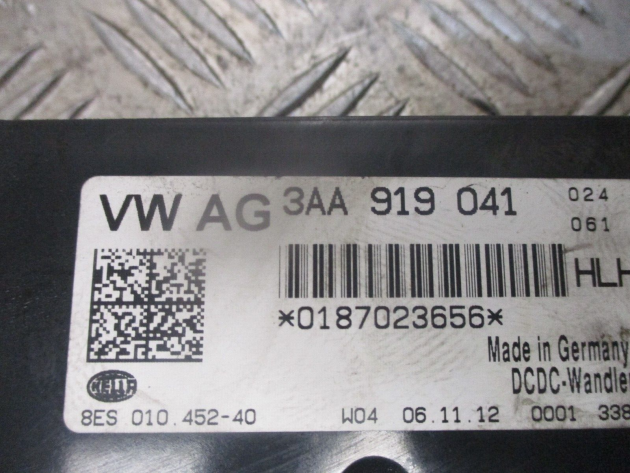 VW AG 3AA 919 041 024
061
HLH
*0187023656*
Made in Germany
DCDC-Wandler
HELLA
8ES 010.452-40 W04 06.11.12 0001 338